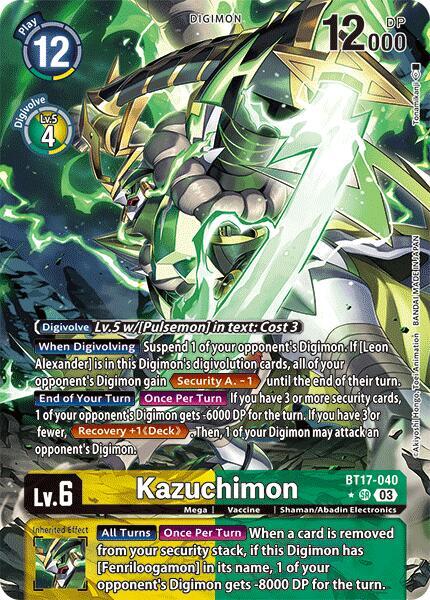 DIGIMON
Play
12
12000
DP
Digivolve
Lv.5
4
Digivolve Lv.5 w/[Pulsemon] in text: Cost 3
When Digivolving Suspend 1 of your opponent's Digimon. If [Leon
Alexander] is in this Digimon's digivolution cards, all of your
opponent's Digimon gain Security A. -1 until the end of their turn.
End of Your Turn Once Per Turn If you have 3 or more security cards,
1 of your opponent's Digimon gets -6000 DP for the turn. If you have 3 or
fewer, Recovery +1《Deck》. Then, 1 of your Digimon may attack an
opponent's Digimon.
©Akiyoshi Hongo, Toei Animation BANDAI MADE IN JAPAN
Lv.6
Kazuchimon
BT17-040
SR 03
Mega | Vaccine | Shaman/Abadin Electronics
Inherited Effect
All Turns Once Per Turn When a card is removed
from your security stack, if this Digimon has
[Fenriloogamon] in its name, 1 of your
opponent's Digimon gets -8000 DP for the turn.